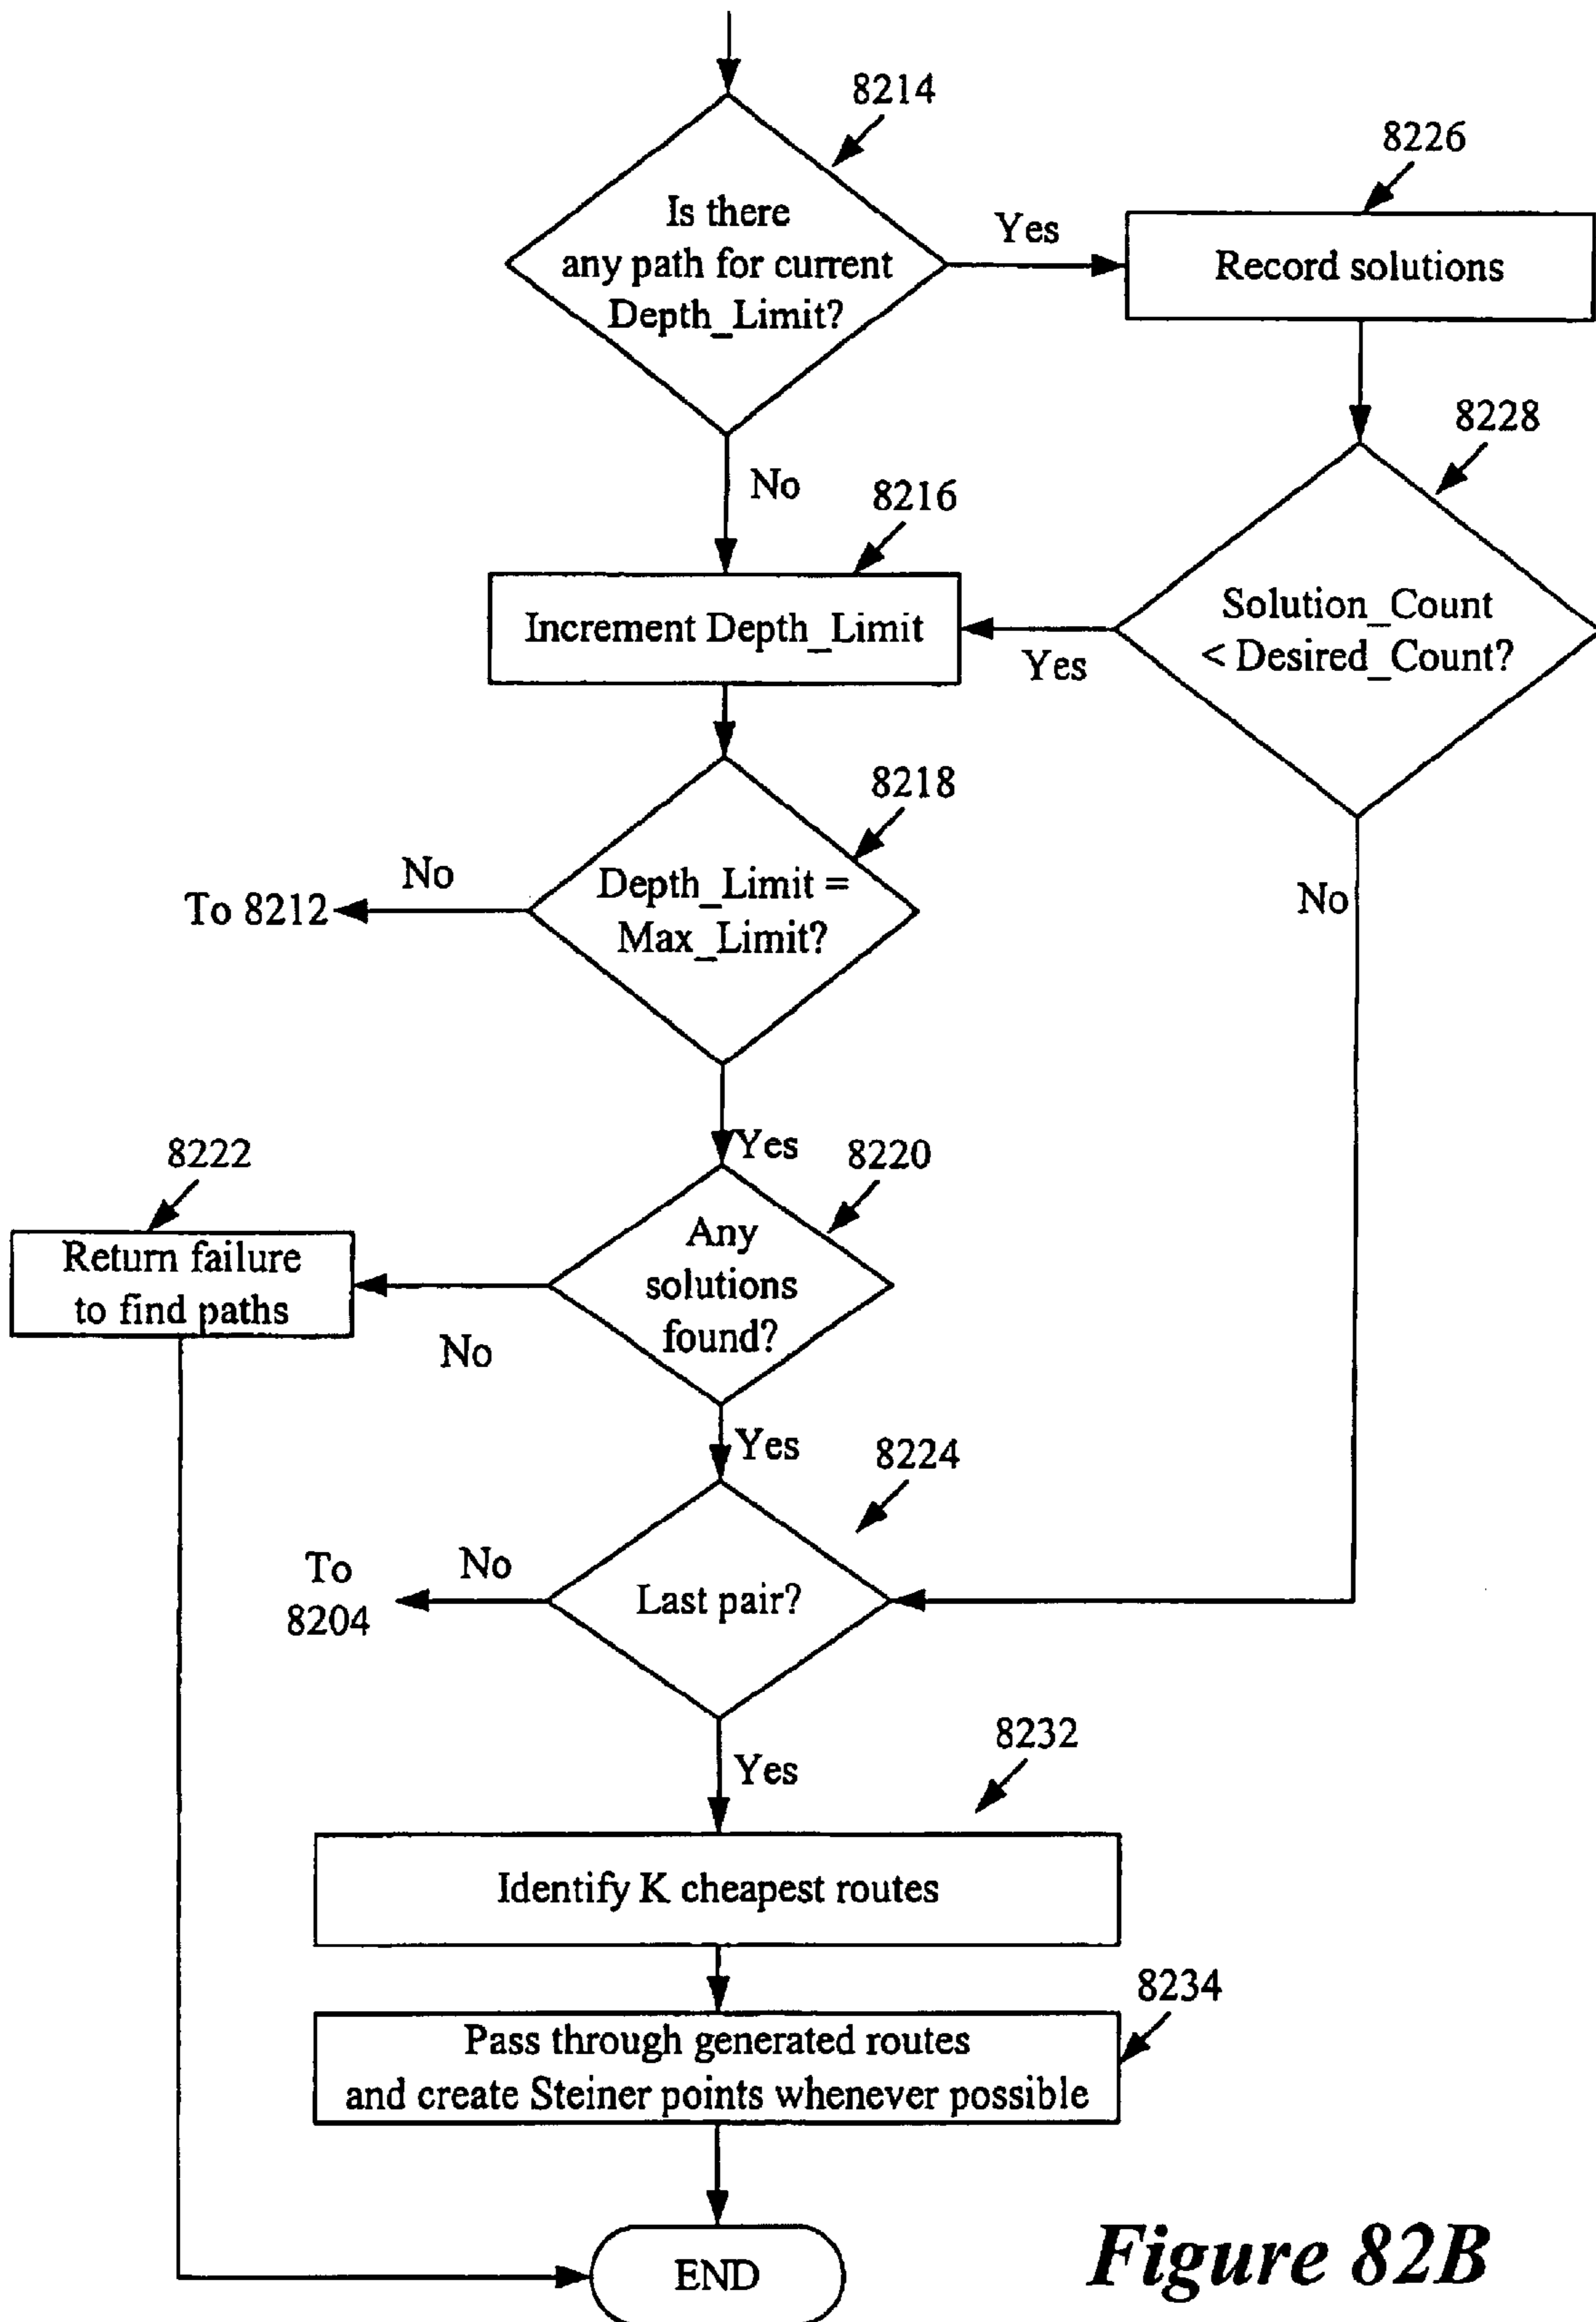 8214
Is there
any path for current
Depth_Limit?
Yes
8226
Record solutions
No
8228
Solution_Count
< Desired_Count?
Yes
8216
Increment Depth_Limit
8218
Depth_Limit =
Max_Limit?
No
To 8212
No
Yes
8220
Any
solutions
found?
8222
Return failure
to find paths
No
Yes
8224
Last pair?
No
To
8204
Yes
8232
Identify K cheapest routes
8234
Pass through generated routes
and create Steiner points whenever possible
END
Figure 82B